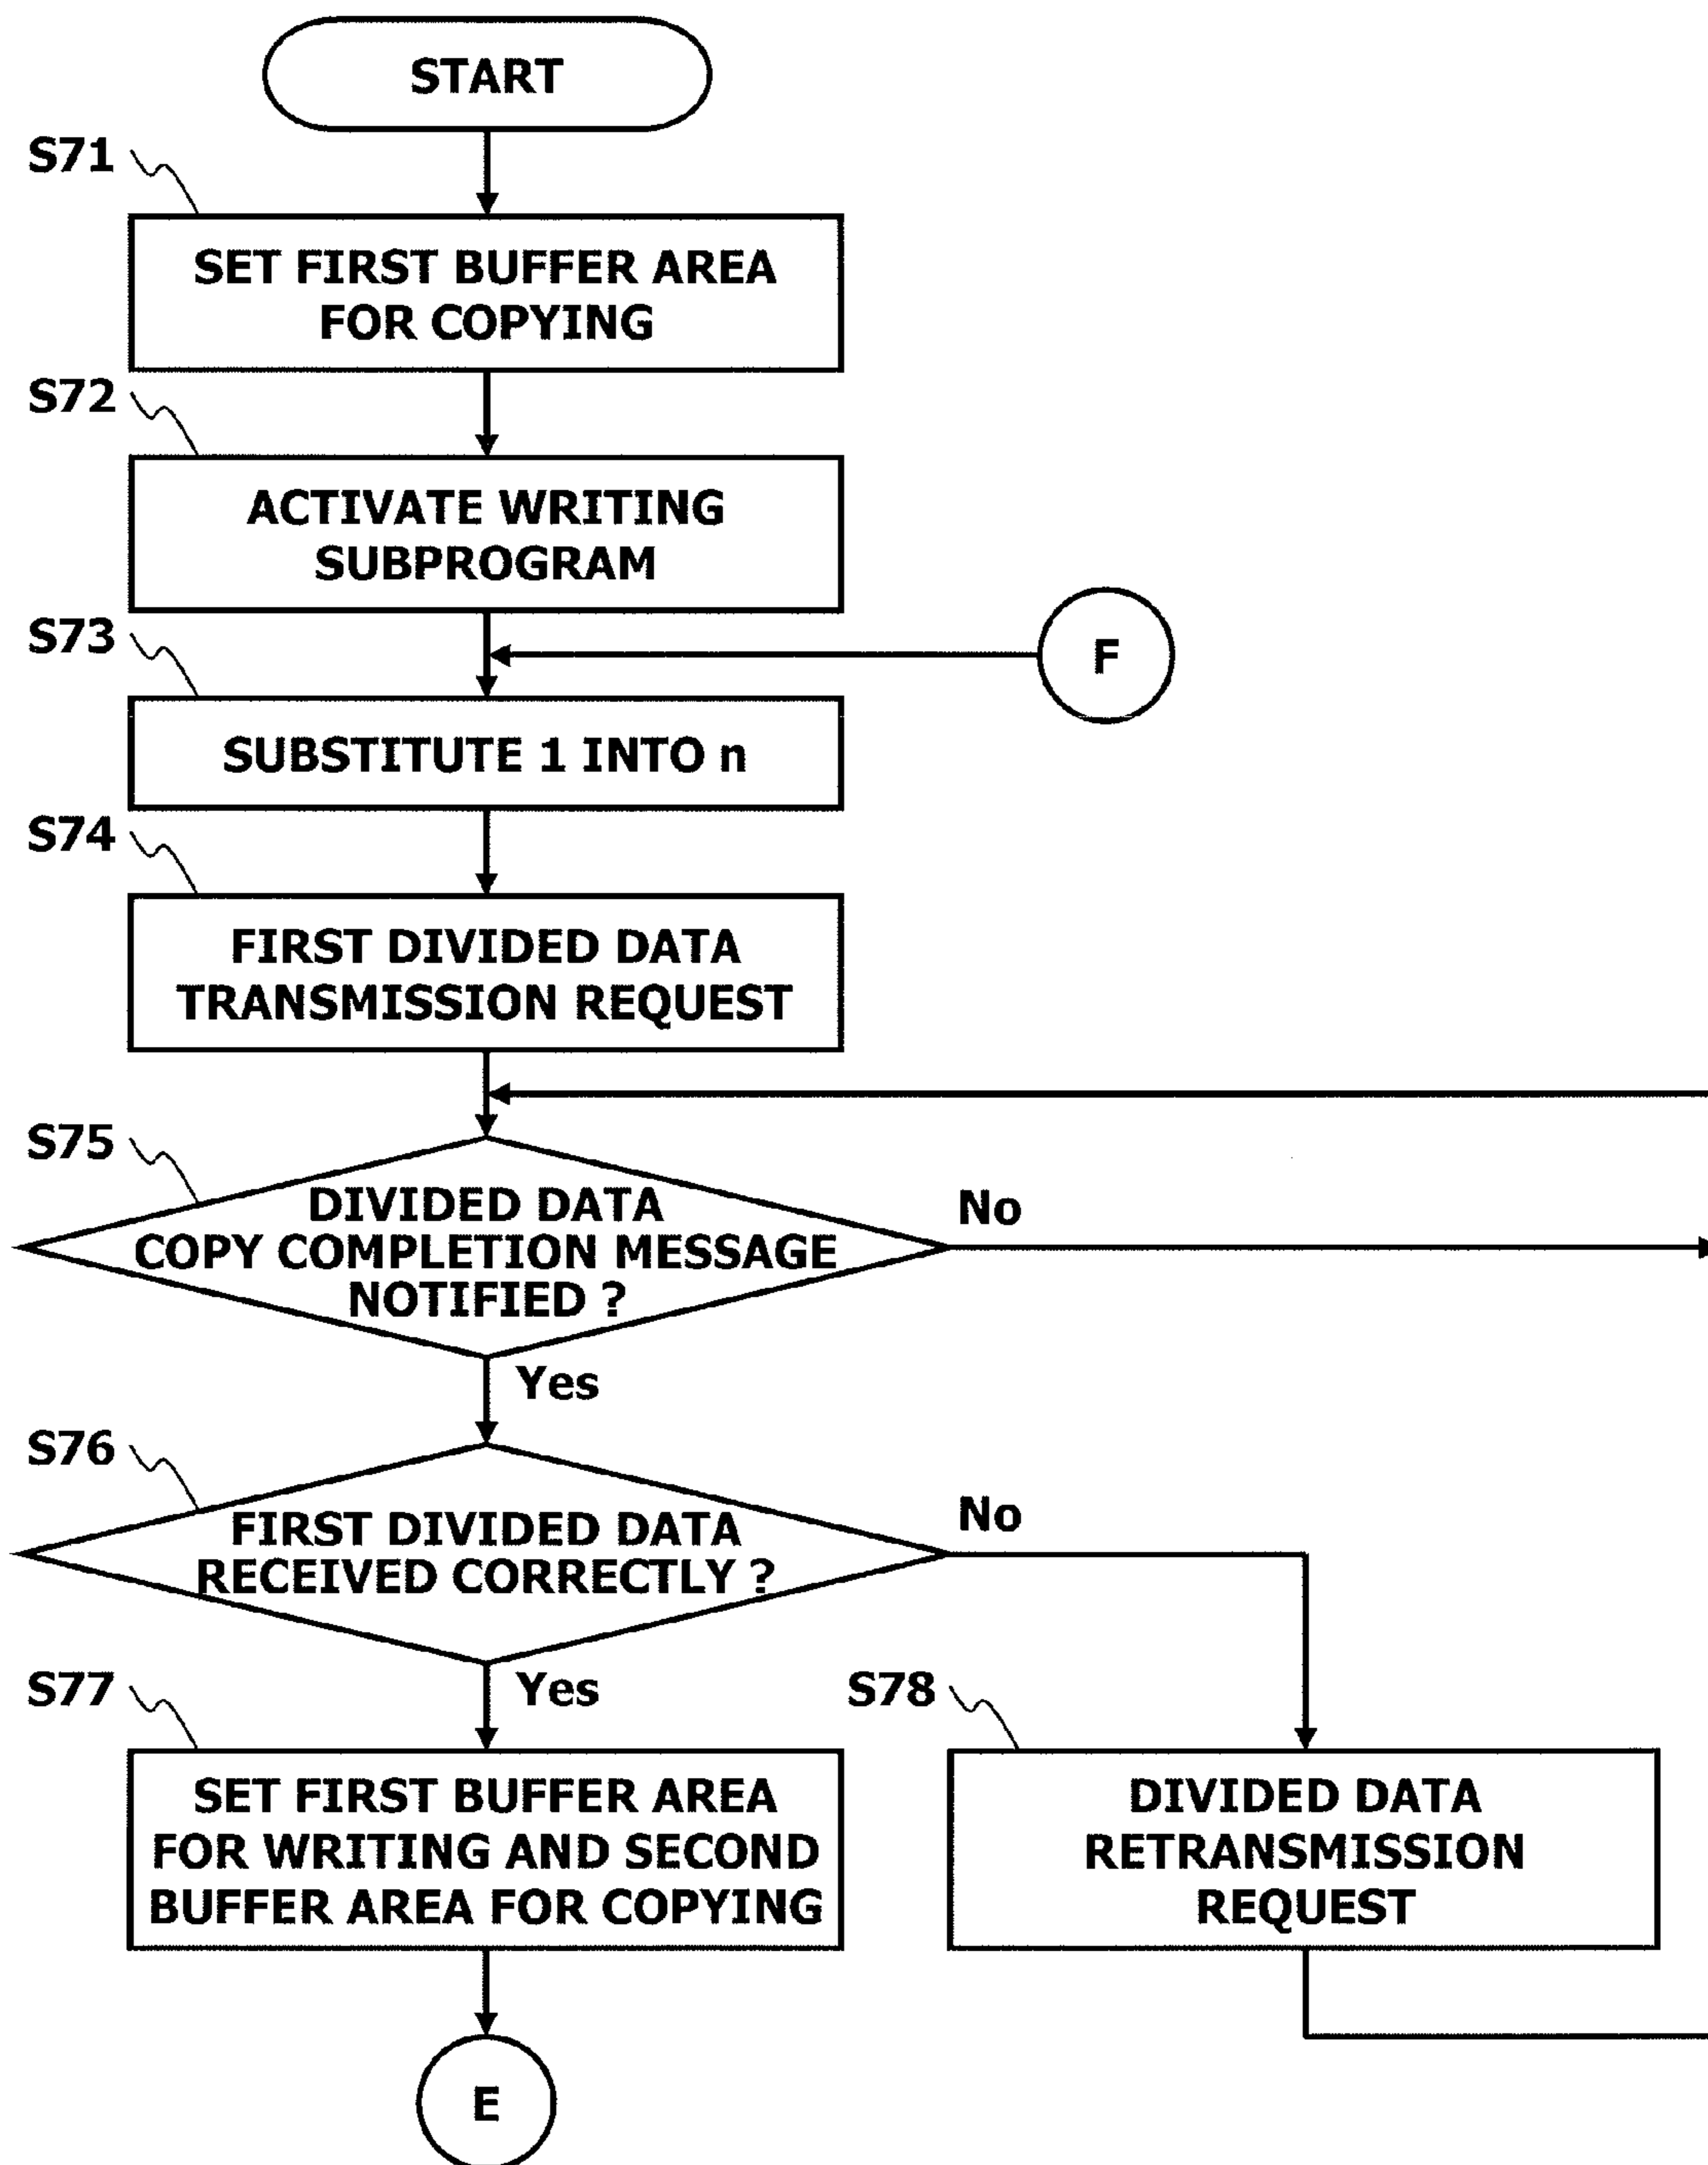 START
S71
SET FIRST BUFFER AREA
FOR COPYING
S72
ACTIVATE WRITING
SUBPROGRAM
S73
F
SUBSTITUTE 1 INTO n
S74
FIRST DIVIDED DATA
TRANSMISSION REQUEST
S75
DIVIDED DATA
COPY COMPLETION MESSAGE
NOTIFIED ?
No
Yes
S76
FIRST DIVIDED DATA
RECEIVED CORRECTLY ?
No
Yes
S77
SET FIRST BUFFER AREA
FOR WRITING AND SECOND
BUFFER AREA FOR COPYING
S78
DIVIDED DATA
RETRANSMISSION
REQUEST
E